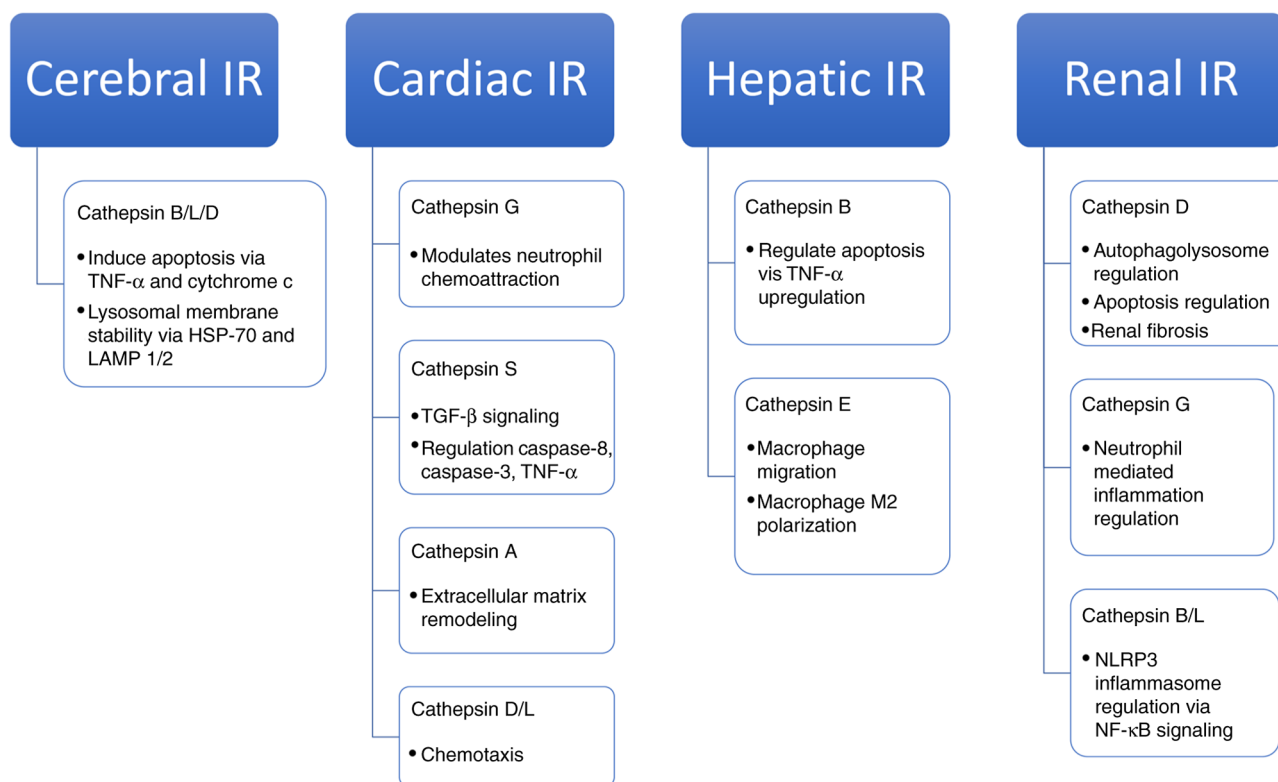 Cerebral IR
Cathepsin B/L/D
• Induce apoptosis via
TNF-α and cytchrome c
• Lysosomal membrane
stability via HSP-70 and
LAMP 1/2
Cardiac IR
Cathepsin G
• Modulates neutrophil
chemoattraction
Cathepsin S
• TGF-β signaling
• Regulation caspase-8,
caspase-3, TNF-α
Cathepsin A
• Extracellular matrix
remodeling
Cathepsin D/L
• Chemotaxis
Hepatic IR
Cathepsin B
• Regulate apoptosis
vis TNF-α
upregulation
Cathepsin E
• Macrophage
migration
• Macrophage M2
polarization
Renal IR
Cathepsin D
• Autophagolysosome
regulation
• Apoptosis regulation
• Renal fibrosis
Cathepsin G
• Neutrophil
mediated
inflammation
regulation
Cathepsin B/L
• NLRP3
inflammasome
regulation via
NF-κB signaling